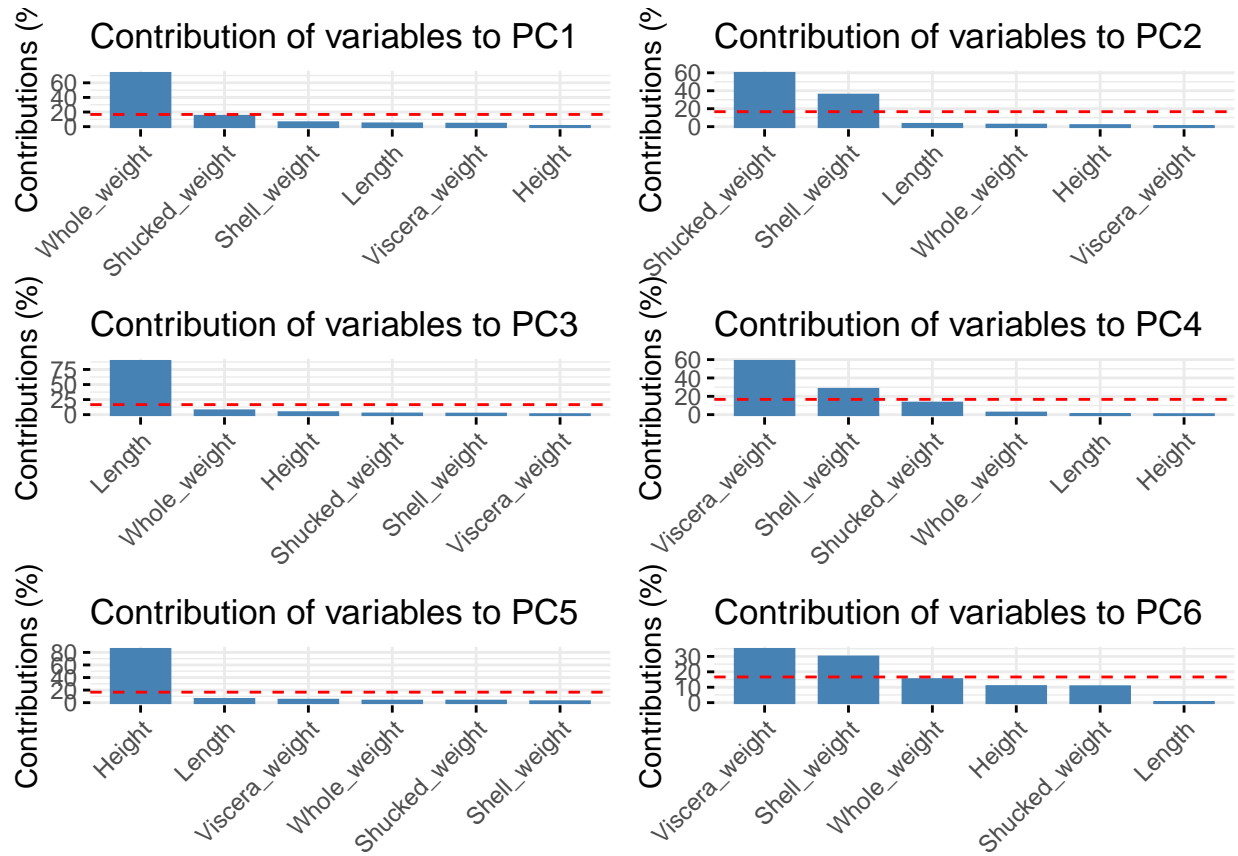 Contribution of variables to PC1
Contributions (%
60
40
20
0
Whole_weight
Shucked_weight
Shell_weight
Length
Viscera_weight
Height
Contribution of variables to PC2
Contributions (%
60
40
20
0
Shucked_weight
Shell_weight
Length
Whole_weight
Height
Viscera_weight
Contribution of variables to PC3
Contributions (%)
75
50
25
0
Length
Whole_weight
Height
Shucked_weight
Shell_weight
Viscera_weight
Contribution of variables to PC4
Contributions (%)
60
40
20
0
Viscera_weight
Shell_weight
Shucked_weight
Whole_weight
Length
Height
Contribution of variables to PC5
Contributions (%)
80
60
40
20
0
Height
Length
Viscera_weight
Whole_weight
Shucked_weight
Shell_weight
Contribution of variables to PC6
Contributions (%)
30
20
10
0
Viscera_weight
Shell_weight
Whole_weight
Height
Shucked_weight
Length